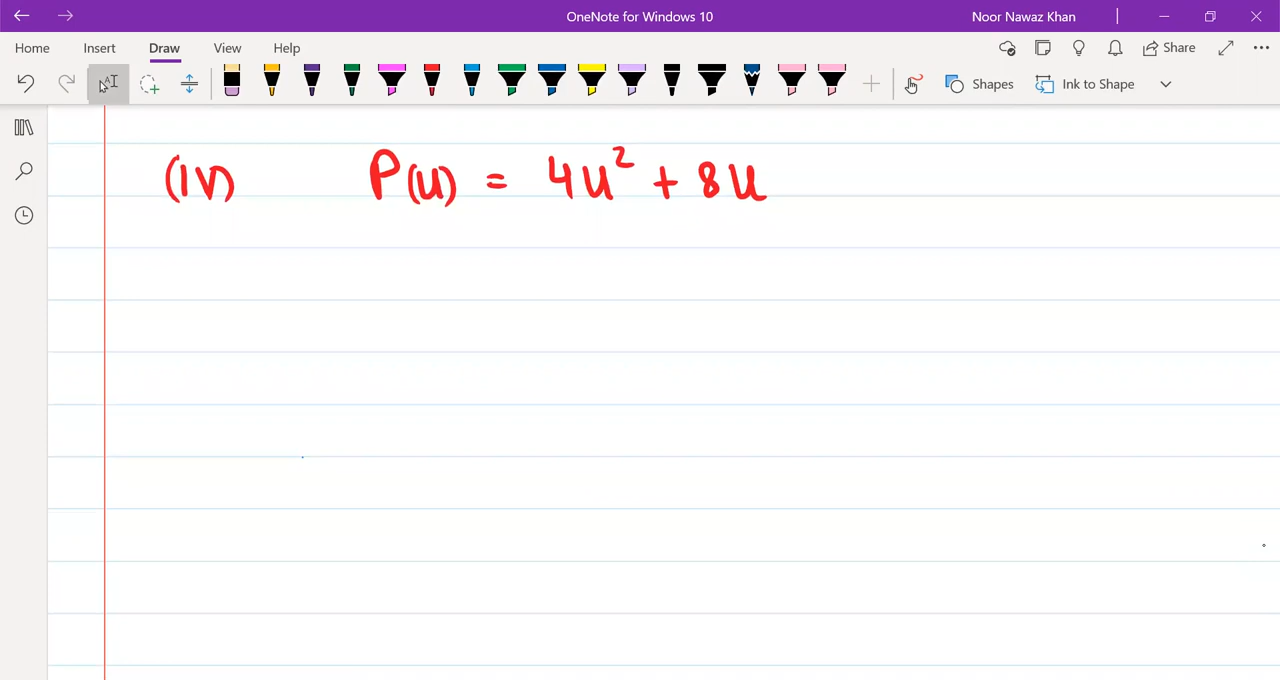 OneNote for Windows 10 Noor Nawaz Khan
Home Insert Draw View Help Share
Shapes Ink to Shape
(iv) P(u) = 4u² + 8u